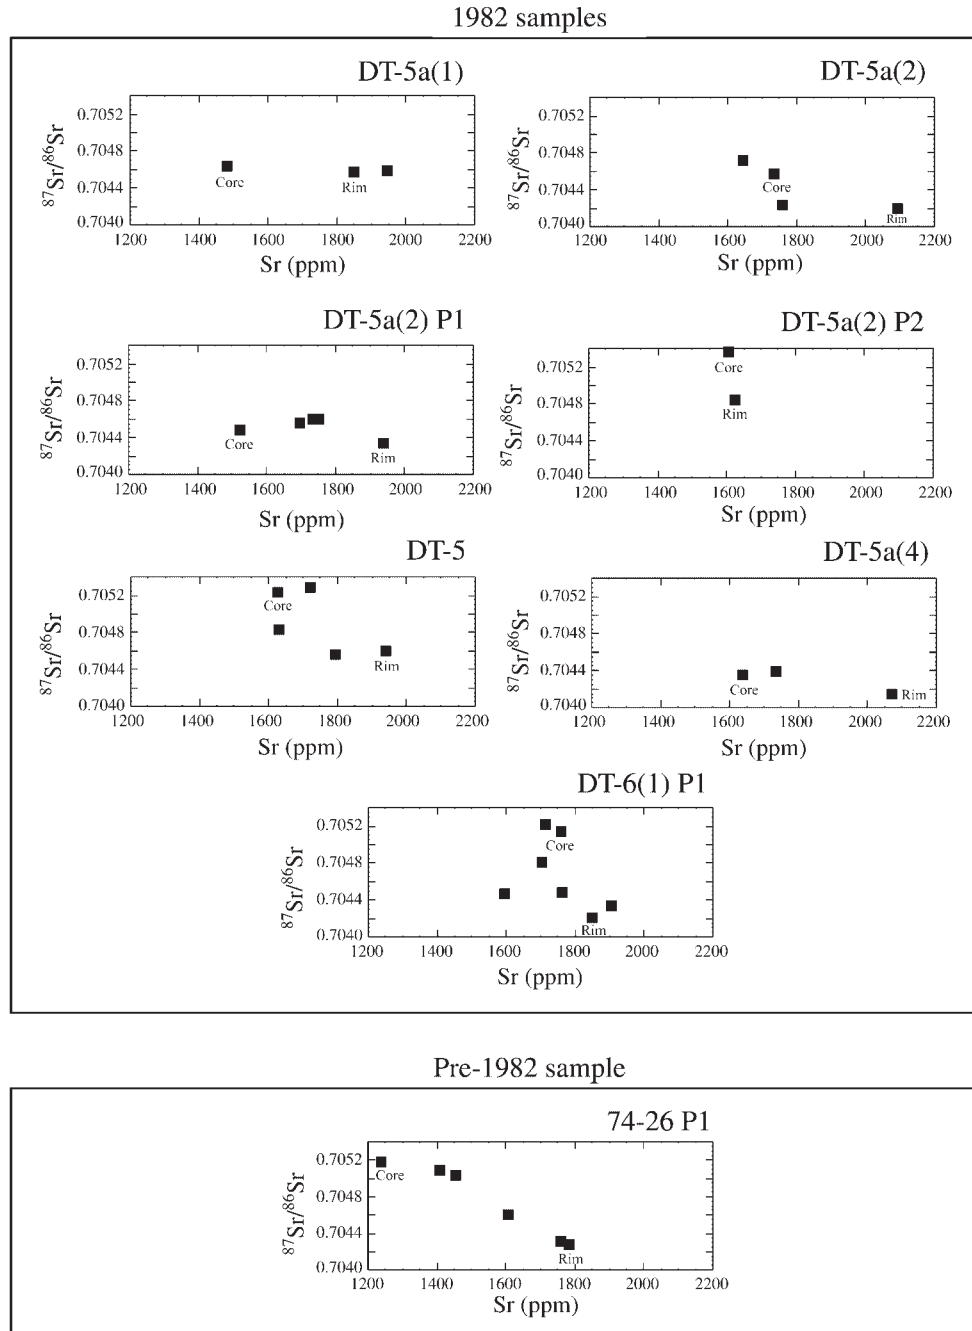 1982 samples
DT-5a(1)
0.7052
0.7048
0.7044
0.7040
87Sr/86Sr
Core
Rim
1200 1400 1600 1800 2000 2200
Sr (ppm)
DT-5a(2)
0.7052
0.7048
0.7044
0.7040
87Sr/86Sr
Core
Rim
1200 1400 1600 1800 2000 2200
Sr (ppm)
DT-5a(2) P1
0.7052
0.7048
0.7044
0.7040
87Sr/86Sr
Core
Rim
1200 1400 1600 1800 2000 2200
Sr (ppm)
DT-5a(2) P2
0.7052
0.7048
0.7044
0.7040
87Sr/86Sr
Core
Rim
1200 1400 1600 1800 2000 2200
Sr (ppm)
DT-5
0.7052
0.7048
0.7044
0.7040
87Sr/86Sr
Core
Rim
1200 1400 1600 1800 2000 2200
Sr (ppm)
DT-5a(4)
0.7052
0.7048
0.7044
0.7040
87Sr/86Sr
Core
Rim
1200 1400 1600 1800 2000 2200
Sr (ppm)
DT-6(1) P1
0.7052
0.7048
0.7044
0.7040
87Sr/86Sr
Core
Rim
1200 1400 1600 1800 2000 2200
Sr (ppm)
Pre-1982 sample
74-26 P1
0.7052
0.7048
0.7044
0.7040
87Sr/86Sr
Core
Rim
1200 1400 1600 1800 2000 2200
Sr (ppm)